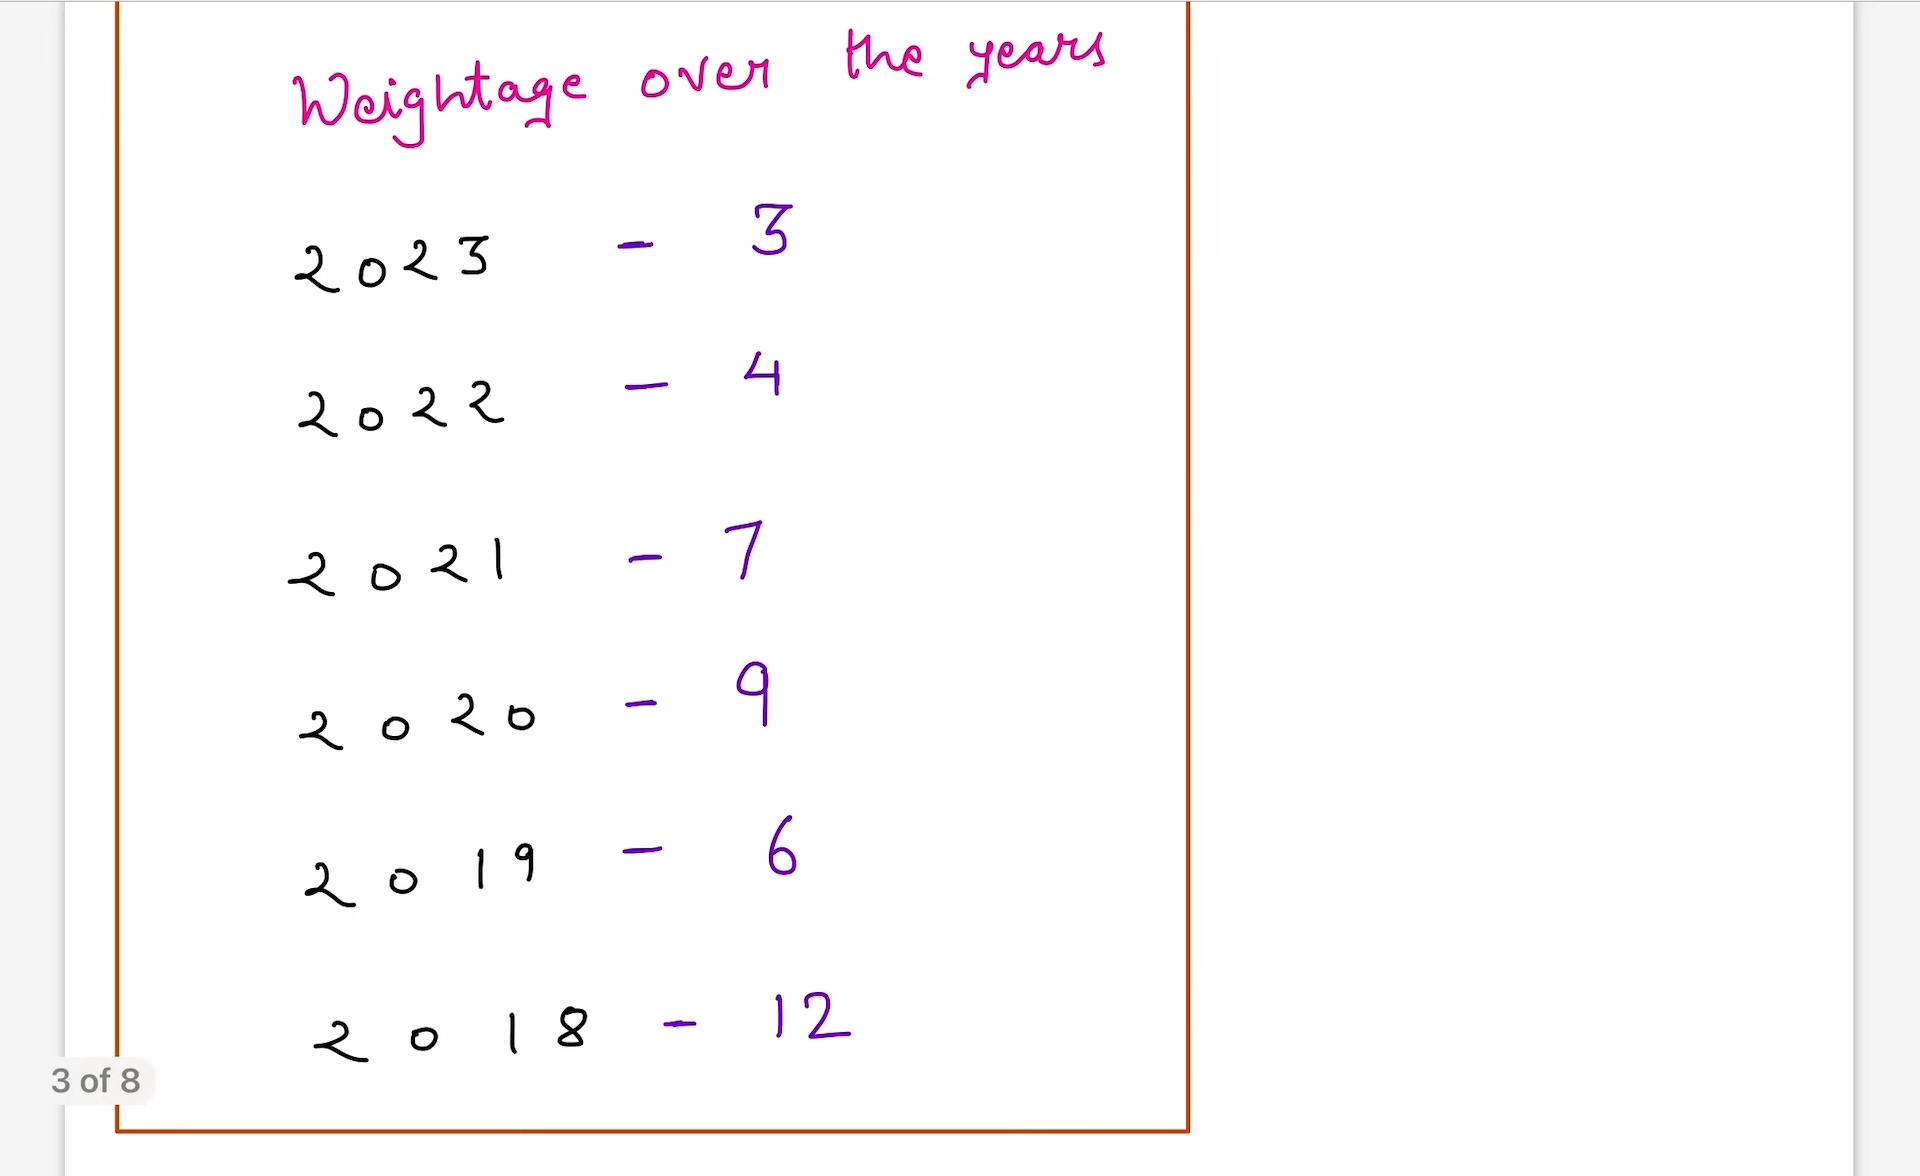 Weightage over the years
2023 - 3
2022 - 4
2021 - 7
2020 - 9
2019 - 6
2018 - 12
3 of 8